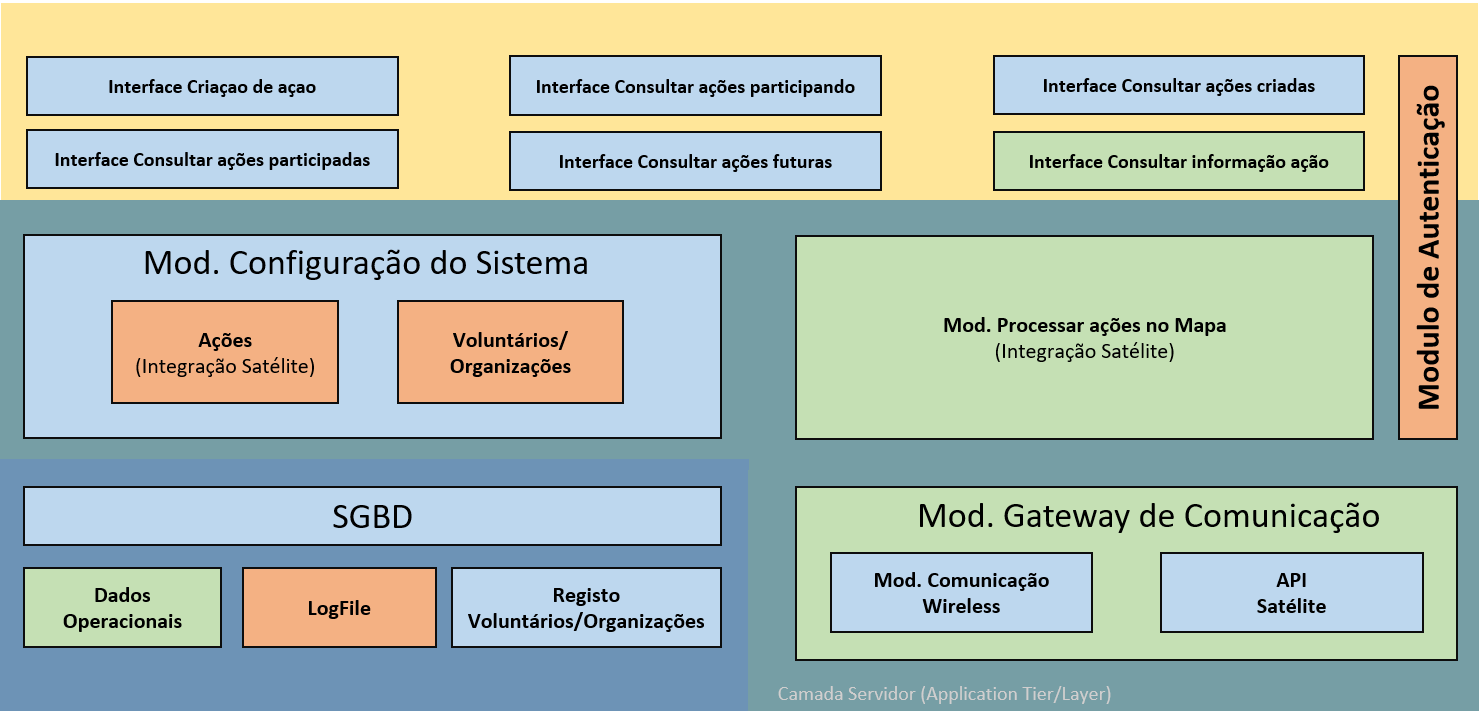 Interface Criaçao de açao
Interface Consultar ações participando
Interface Consultar ações criadas
Interface Consultar ações participadas
Interface Consultar ações futuras
Interface Consultar informação ação
Modulo de Autenticação
Mod. Configuração do Sistema
Ações
(Integração Satélite)
Voluntários/
Organizações
Mod. Processar ações no Mapa
(Integração Satélite)
SGBD
Dados
Operacionais
LogFile
Registo
Voluntários/Organizações
Mod. Gateway de Comunicação
Mod. Comunicação
Wireless
API
Satélite
Camada Servidor (Application Tier/Layer)